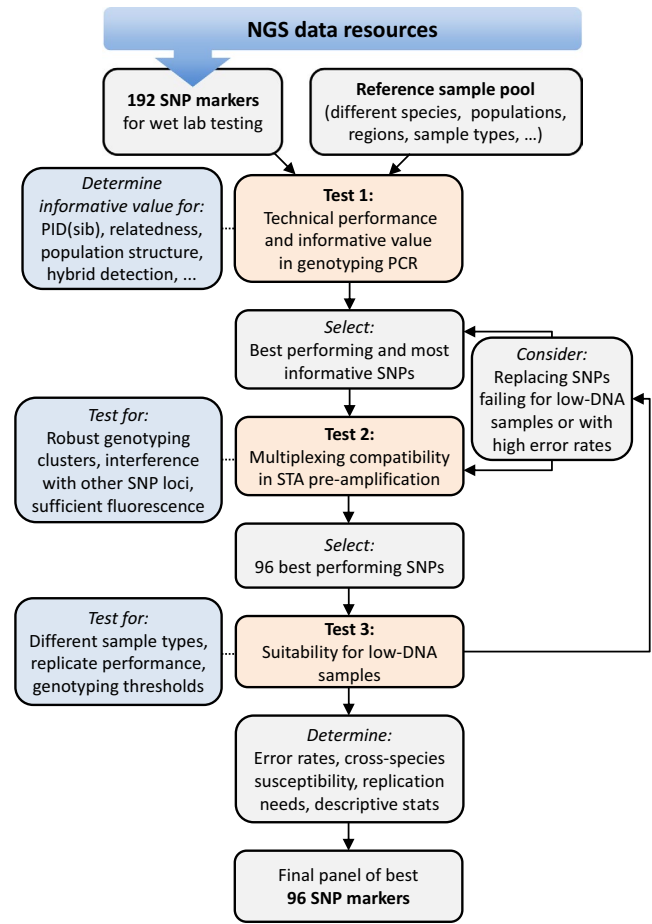 NGS data resources
192 SNP markers
for wet lab testing
Reference sample pool
(different species, populations,
regions, sample types, ...)
Determine
informative value for:
PID(sib), relatedness,
population structure,
hybrid detection, ...
Test 1:
Technical performance
and informative value
in genotyping PCR
Select:
Best performing and most
informative SNPs
Consider:
Replacing SNPs
failing for low-DNA
samples or with
high error rates
Test for:
Robust genotyping
clusters, interference
with other SNP loci,
sufficient fluorescence
Test 2:
Multiplexing compatibility
in STA pre-amplification
Select:
96 best performing SNPs
Test for:
Different sample types,
replicate performance,
genotyping thresholds
Test 3:
Suitability for low-DNA
samples
Determine:
Error rates, cross-species
susceptibility, replication
needs, descriptive stats
Final panel of best
96 SNP markers